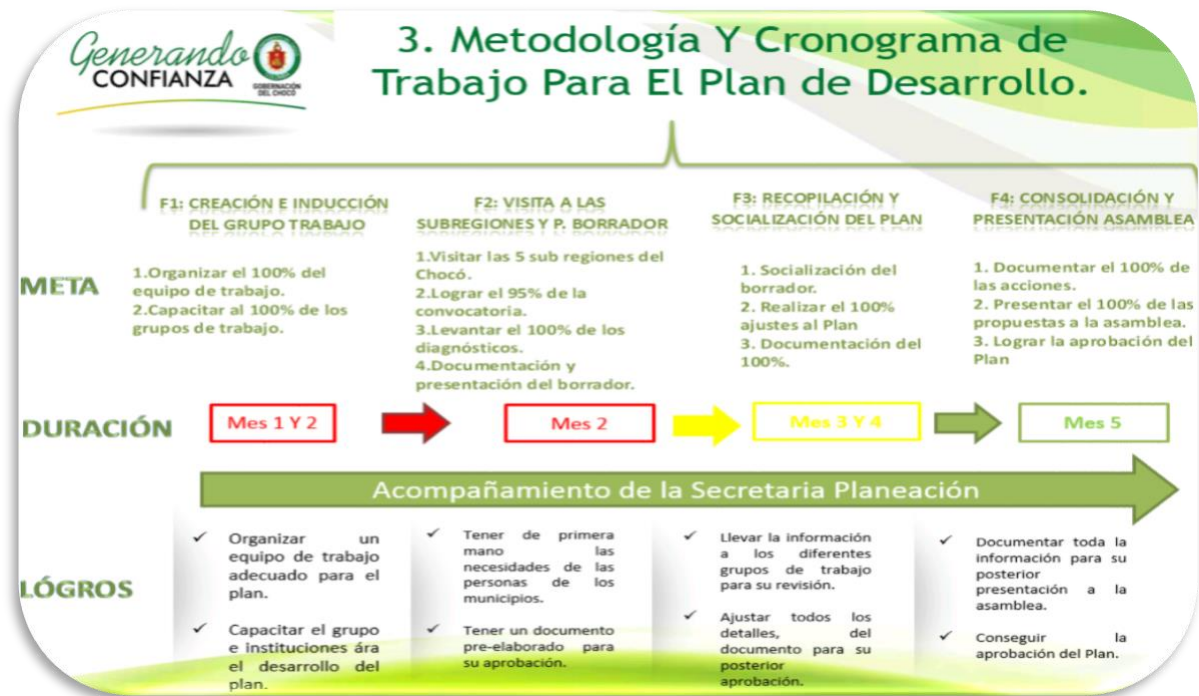 Generando
CONFIANZA
GOBERNACIÓN
DEL CHOCÓ
3. Metodología Y Cronograma de
Trabajo Para El Plan de Desarrollo.
F1: CREACIÓN E INDUCCIÓN
DEL GRUPO TRABAJO
F2: VISITA A LAS
SUBREGIONES Y P. BORRADOR
F3: RECOPILACIÓN Y
SOCIALIZACIÓN DEL PLAN
F4: CONSOLIDACIÓN Y
PRESENTACIÓN ASAMBLEA
META
1.Organizar el 100% del
equipo de trabajo.
2.Capacitar al 100% de los
grupos de trabajo.
1.Visitar las 5 sub regiones del
Chocó.
2.Lograr el 95% de la
convocatoria.
3.Levantar el 100% de los
diagnósticos.
4.Documentación y
presentación del borrador.
1. Socialización del
borrador.
2. Realizar el 100%
ajustes al Plan
3. Documentación del
100%.
1. Documentar el 100% de
las acciones.
2. Presentar el 100% de las
propuestas a la asamblea.
3. Lograr la aprobación del
Plan
DURACIÓN
Mes 1 Y 2
Mes 2
Mes 3 Y 4
Mes 5
Acompañamiento de la Secretaria Planeación
LÓGROS
✓ Organizar un
equipo de trabajo
adecuado para el
plan.
✓ Capacitar el grupo
e instituciones ára
el desarrollo del
plan.
✓ Tener de primera
mano las
necesidades de las
personas de los
municipios.
✓ Tener un documento
pre-elaborado para
su aprobación.
✓ Llevar la información
a los diferentes
grupos de trabajo
para su revisión.
✓ Ajustar todos los
detalles, del
documento para su
posterior
aprobación.
✓ Documentar toda la
información para su
posterior
presentación a la
asamblea.
✓ Conseguir la
aprobación del Plan.